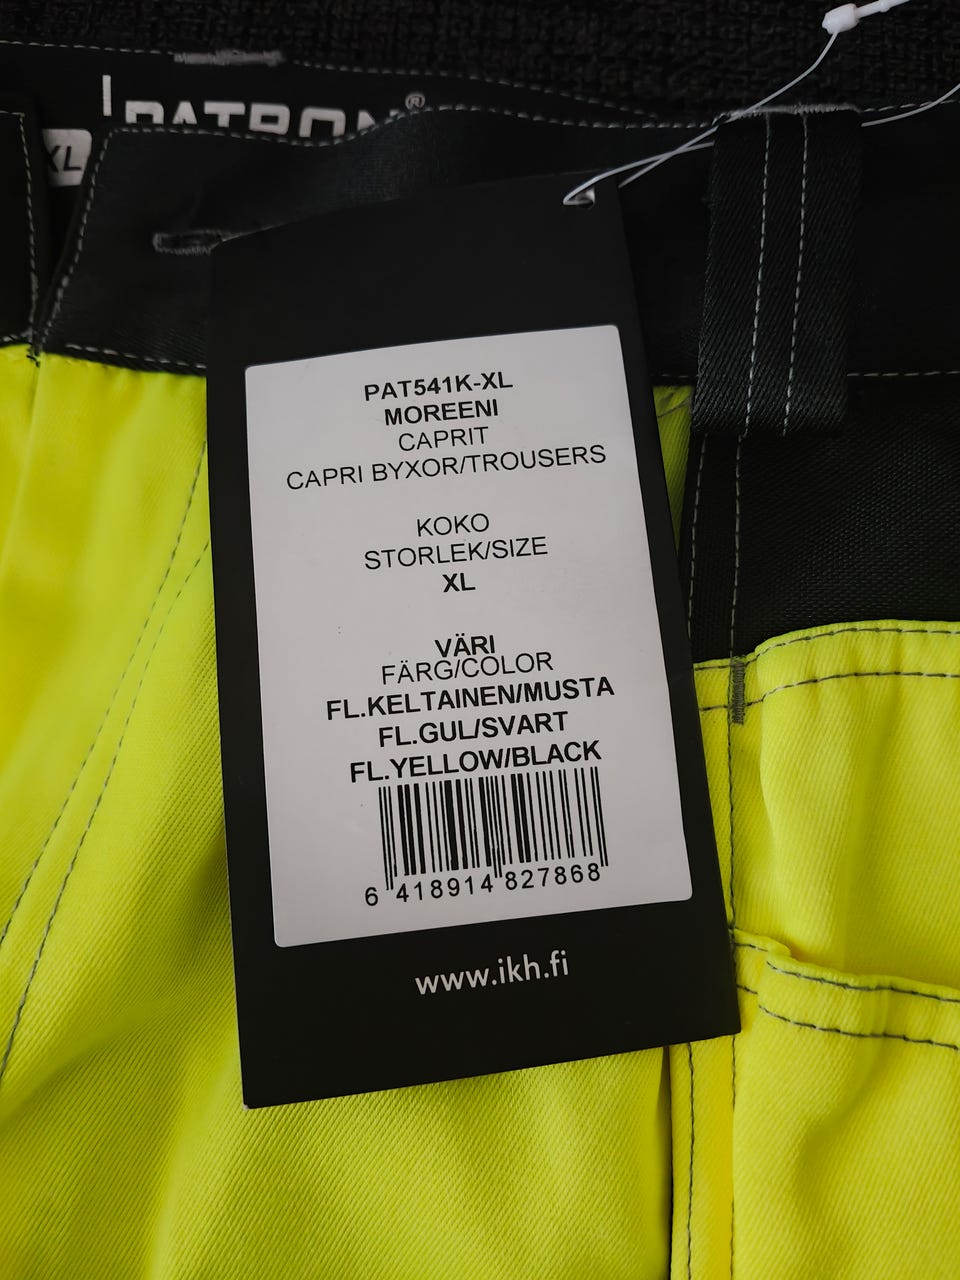 PATRON®
XL
PAT541K-XL
MOREENI
CAPRIT
CAPRI BYXOR/TROUSERS
KOKO
STORLEK/SIZE
XL
VÄRI
FÄRG/COLOR
FL.KELTAINEN/MUSTA
FL.GUL/SVART
FL.YELLOW/BLACK
6 418914 827868
www.ikh.fi